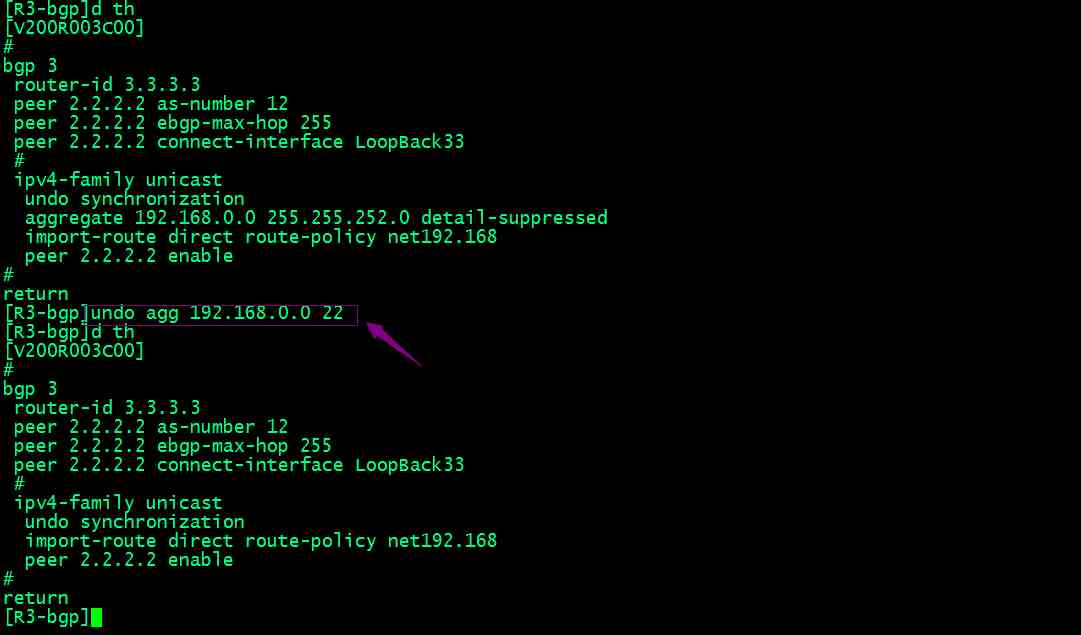 [R3-bgp]d th
[V200R003C00]
#
bgp 3
 router-id 3.3.3.3
 peer 2.2.2.2 as-number 12
 peer 2.2.2.2 ebgp-max-hop 255
 peer 2.2.2.2 connect-interface LoopBack33
 #
 ipv4-family unicast
  undo synchronization
  aggregate 192.168.0.0 255.255.252.0 detail-suppressed
  import-route direct route-policy net192.168
  peer 2.2.2.2 enable
#
return
[R3-bgp]undo agg 192.168.0.0 22
[R3-bgp]d th
[V200R003C00]
#
bgp 3
 router-id 3.3.3.3
 peer 2.2.2.2 as-number 12
 peer 2.2.2.2 ebgp-max-hop 255
 peer 2.2.2.2 connect-interface LoopBack33
 #
 ipv4-family unicast
  undo synchronization
  import-route direct route-policy net192.168
  peer 2.2.2.2 enable
#
return
[R3-bgp]